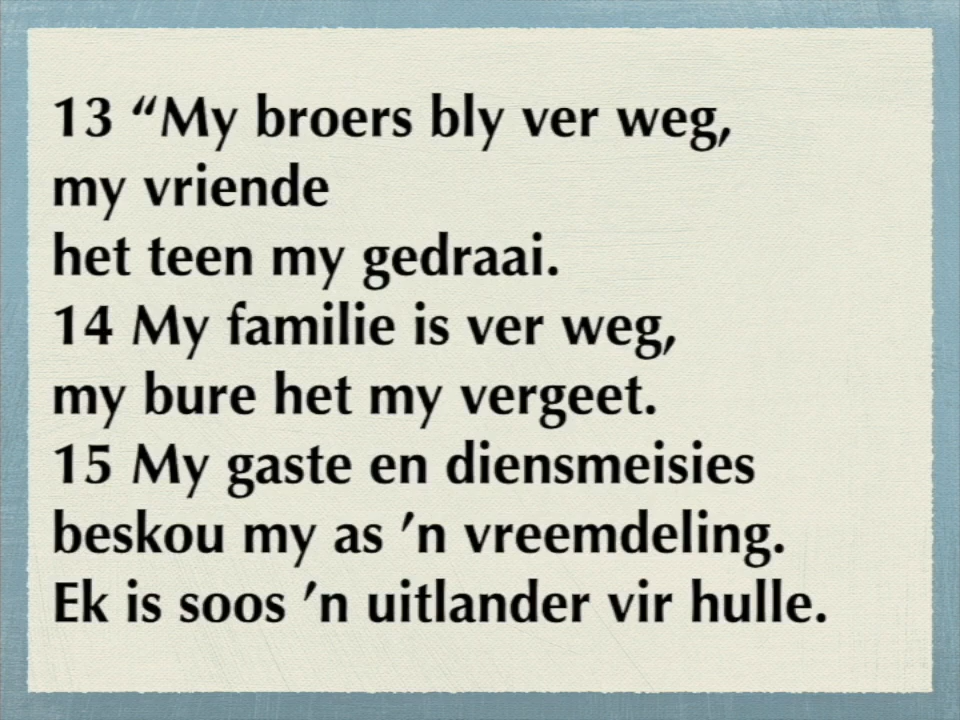 13 “My broers bly ver weg,
my vriende
het teen my gedraai.
14 My familie is ver weg,
my bure het my vergeet.
15 My gaste en diensmeisies
beskou my as ’n vreemdeling.
Ek is soos ’n uitlander vir hulle.